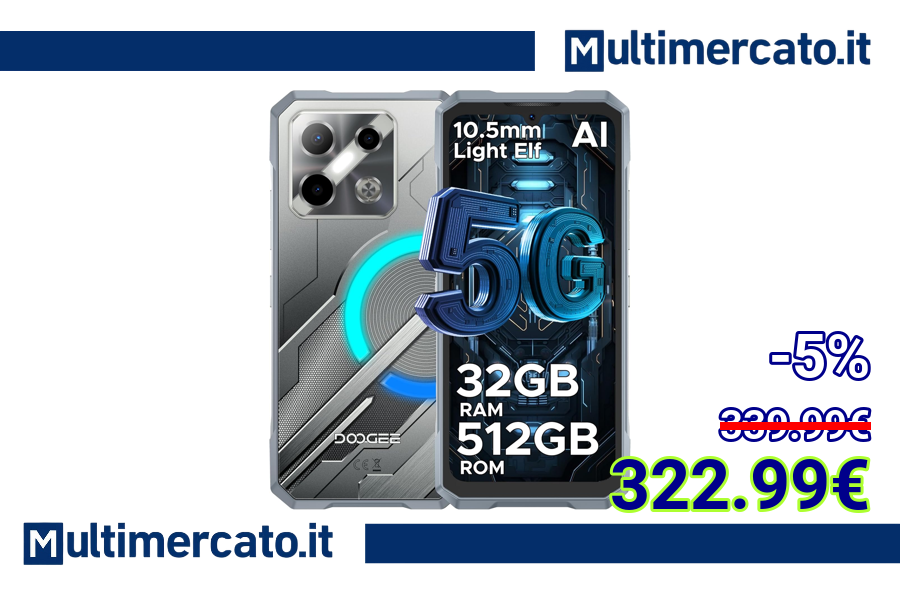 Multimercato.it
10.5mm
Light Elf
AI
5G
32GB
RAM
512GB
ROM
DOOGEE
CE
-5%
339.99€
322.99€
Multimercato.it